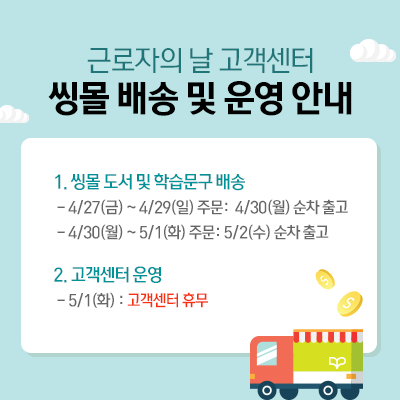 근로자의 날 고객센터
씽몰 배송 및 운영 안내
1. 씽몰 도서 및 학습문구 배송
- 4/27(금) ~ 4/29(일) 주문: 4/30(월) 순차 출고
- 4/30(월) ~ 5/1(화) 주문: 5/2(수) 순차 출고
2. 고객센터 운영
- 5/1(화) : 고객센터 휴무